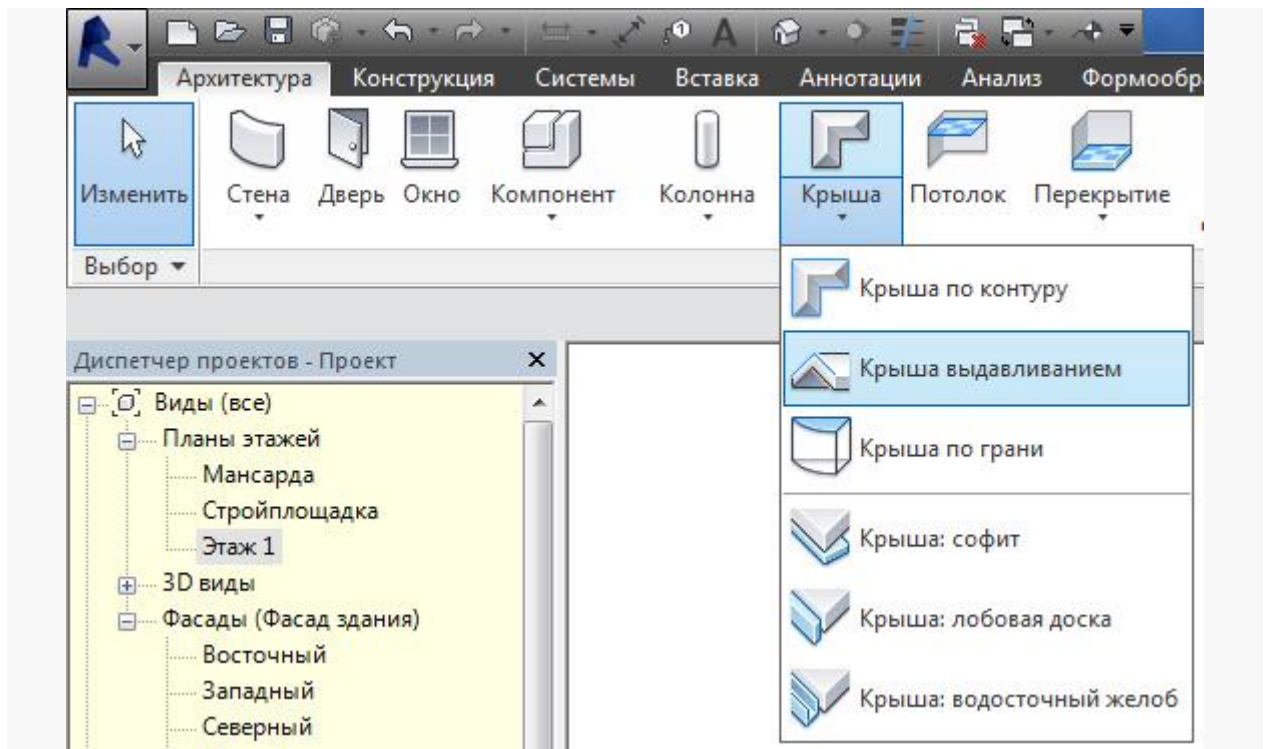 Архитектура Конструкция Системы Вставка Аннотации Анализ Формообр
Изменить Стена Дверь Окно Компонент Колонна Крыша Потолок Перекрытие
Выбор
Крыша по контуру
Крыша выдавливанием
Крыша по грани
Крыша: софит
Крыша: лобовая доска
Крыша: водосточный желоб
Диспетчер проектов - Проект
Виды (все)
Планы этажей
Мансарда
Стройплощадка
Этаж 1
3D виды
Фасады (Фасад здания)
Восточный
Западный
Северный